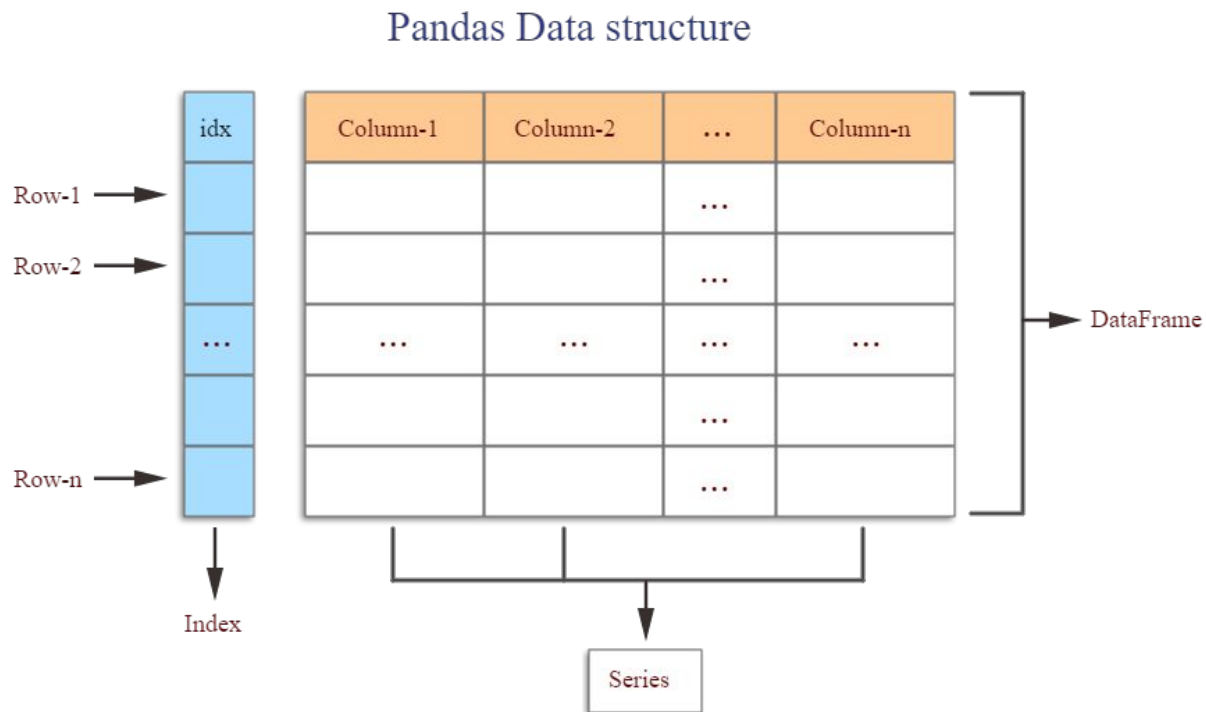 Pandas Data structure
idx Column-1 Column-2 ... Column-n
Row-1 ...
Row-2 ...
... ... ... ... ...
DataFrame
...
Row-n ...
Index
Series